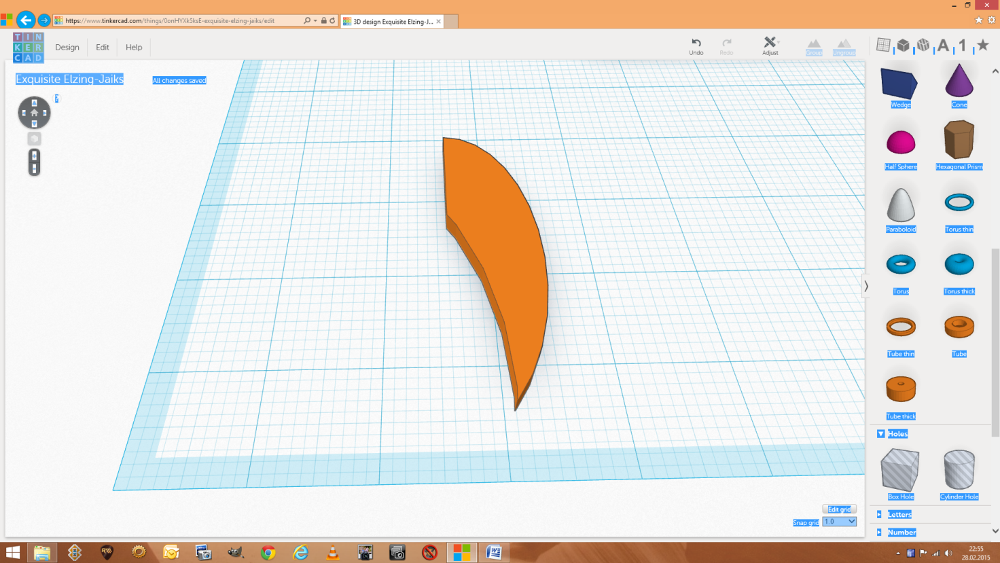 https://www.tinkercad.com/things/0onHYXk5ksE-exquisite-elzing-jaiks/edit
3D design Exquisite Elzing-J...
TIN
KER
CAD
Design
Edit
Help
Undo
Redo
Adjust
Group
Ungroup
Exquisite Elzing-Jaiks
All changes saved
?
Wedge
Cone
Half Sphere
Hexagonal Prism
Paraboloid
Torus thin
Torus
Torus thick
Tube thin
Tube
Tube thick
Holes
Box Hole
Cylinder Hole
Letters
Number
Edit grid
Snap grid
1.0
22:55
28.02.2015